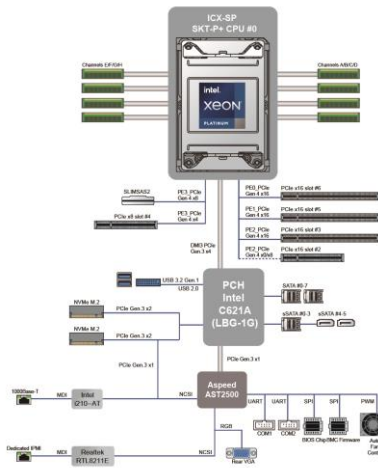 ICX-SP
SKT-P+ CPU #0
Channels E/F/G/H
Channels A/B/C/D
intel.
XEON
PLATINUM
SLIMSAS2
PE3_PCIe
Gen 4 x8
PE0_PCIe
Gen 4 x16
PCIe x16 slot #6
PCIe x8 slot #4
PE3_PCIe
Gen 4 x8
PE1_PCIe
Gen 4 x16
PCIe x16 slot #5
PE2_PCIe
Gen 4 x16
PCIe x16 slot #3
DMI3 PCIe
Gen.3 x4
PE2_PCIe
PCIe x16 slot #2
USB 3.2 Gen 1
USB 2.0
PCH
Intel
C621A
(LBG-1G)
SATA #0-7
sSATA #0-3
sSATA #4-5
NVMe M.2
PCIe Gen.3 x2
NVMe M.2
PCIe Gen.3 x2
PCIe Gen.3 x1
PCIe Gen.3 x1
1000Base-T
MDI
Intel
i210-AT
NCSI
Aspeed
AST2500
UART
UART
SPI
SPI
PWM
COM1
COM2
BIOS Chip
BMC Firmware
RGB
Rear VGA
Dedicated IPMI
MDI
Realtek
RTL8211E
NCSI